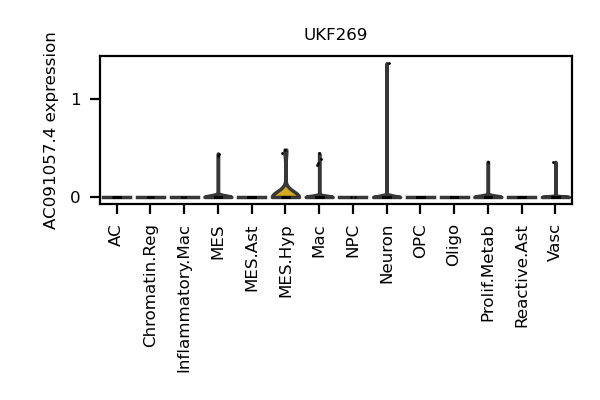 UKF269
AC091057.4 expression
1
0
AC
Chromatin.Reg
Inflammatory.Mac
MES
MES.Ast
MES.Hyp
Mac
NPC
Neuron
OPC
Oligo
Prolif.Metab
Reactive.Ast
Vasc